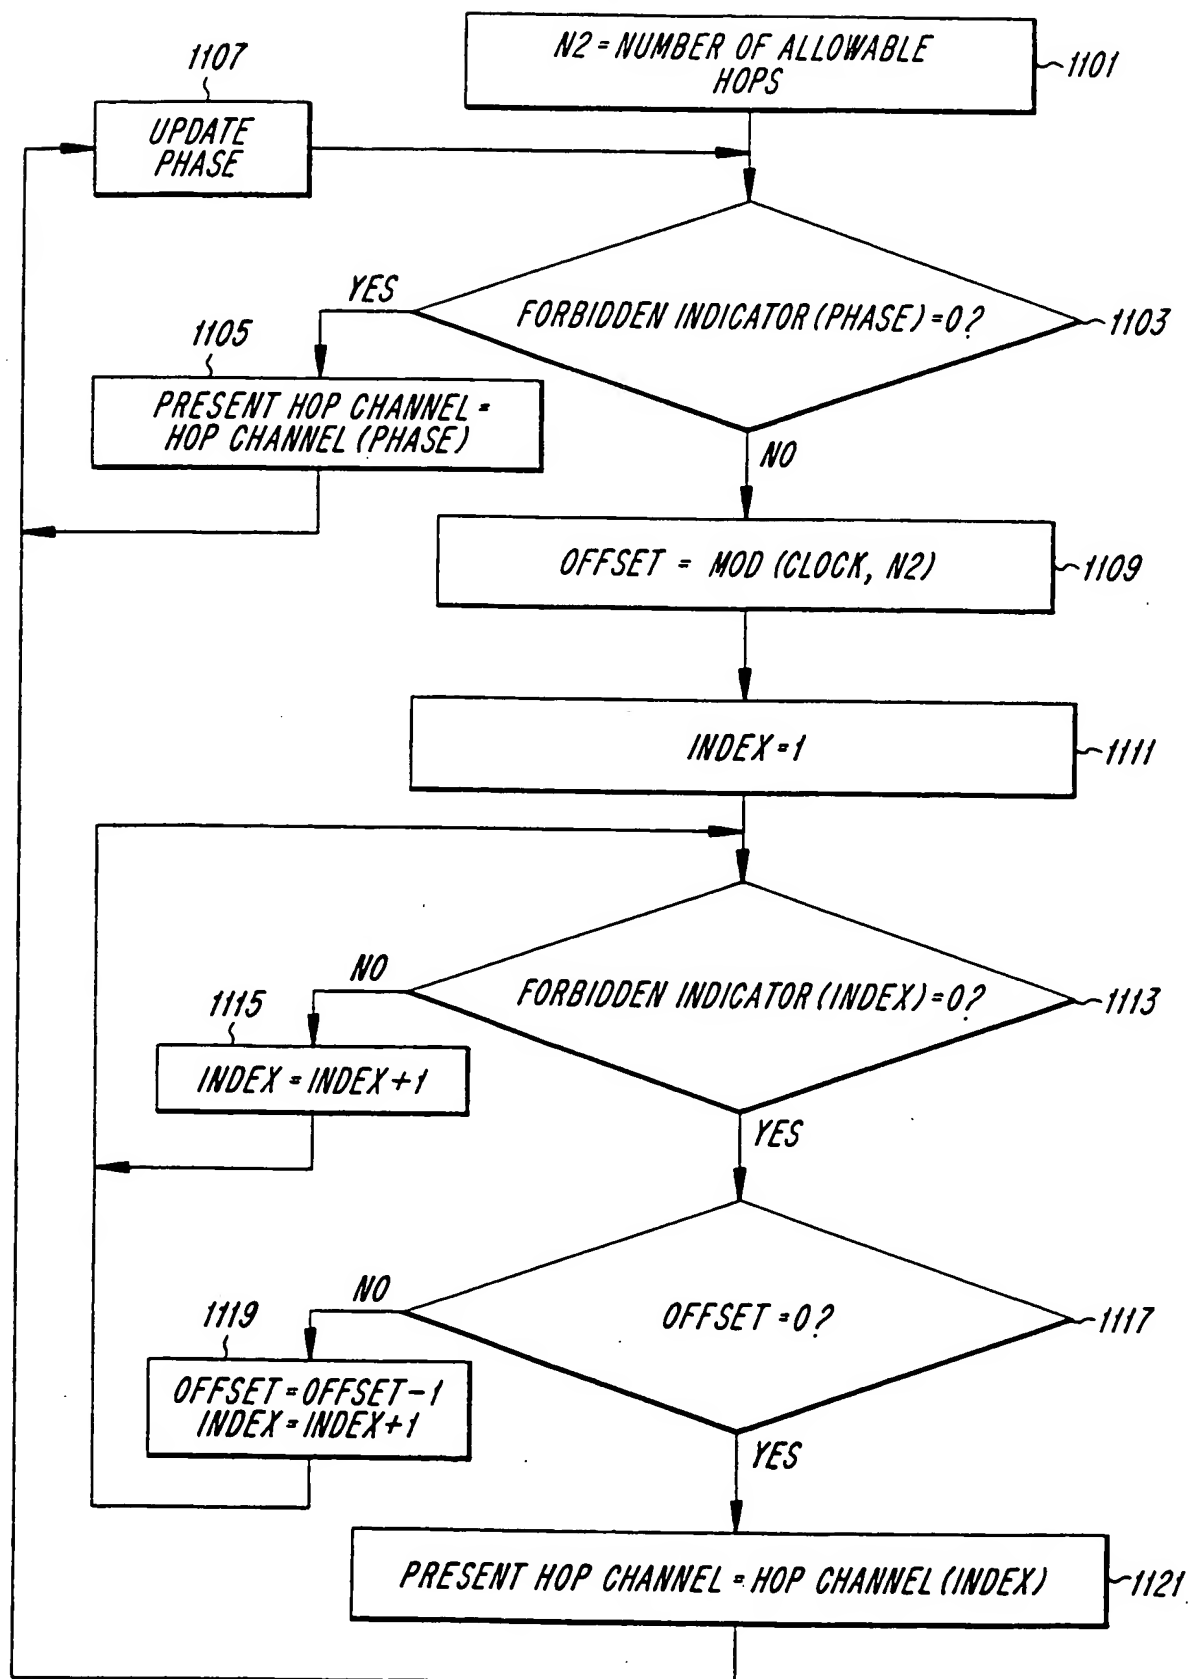 N2 = NUMBER OF ALLOWABLE
HOPS
1101
1107
UPDATE
PHASE
YES
FORBIDDEN INDICATOR (PHASE) = 0?
1103
1105
PRESENT HOP CHANNEL =
HOP CHANNEL (PHASE)
NO
OFFSET = MOD (CLOCK, N2)
1109
INDEX = 1
1111
NO
FORBIDDEN INDICATOR (INDEX) = 0?
1113
1115
INDEX = INDEX + 1
YES
NO
OFFSET = 0?
1117
1119
OFFSET = OFFSET - 1
INDEX = INDEX + 1
YES
PRESENT HOP CHANNEL = HOP CHANNEL (INDEX)
1121